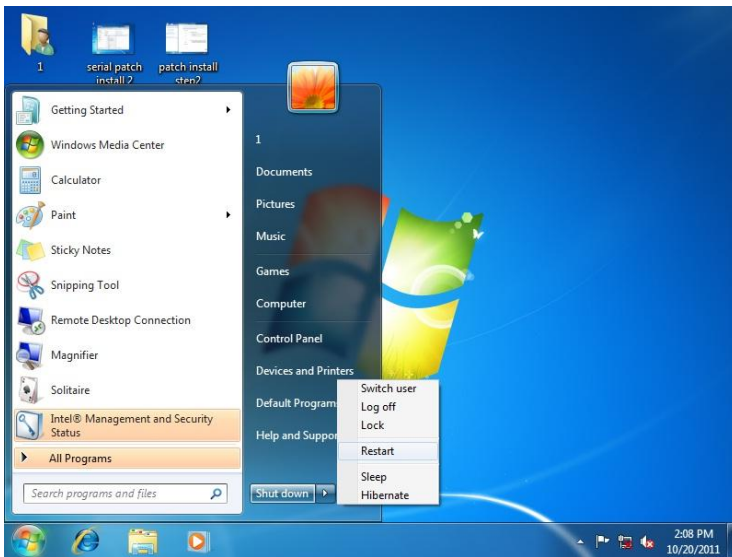 1
serial patch
install 2
patch install
step2
Getting Started
Windows Media Center
Calculator
Paint
Sticky Notes
Snipping Tool
Remote Desktop Connection
Magnifier
Solitaire
Intel® Management and Security
Status
All Programs
Search programs and files
1
Documents
Pictures
Music
Games
Computer
Control Panel
Devices and Printers
Default Program
Help and Suppor
Shut down
Switch user
Log off
Lock
Restart
Sleep
Hibernate
2:08 PM
10/20/2011